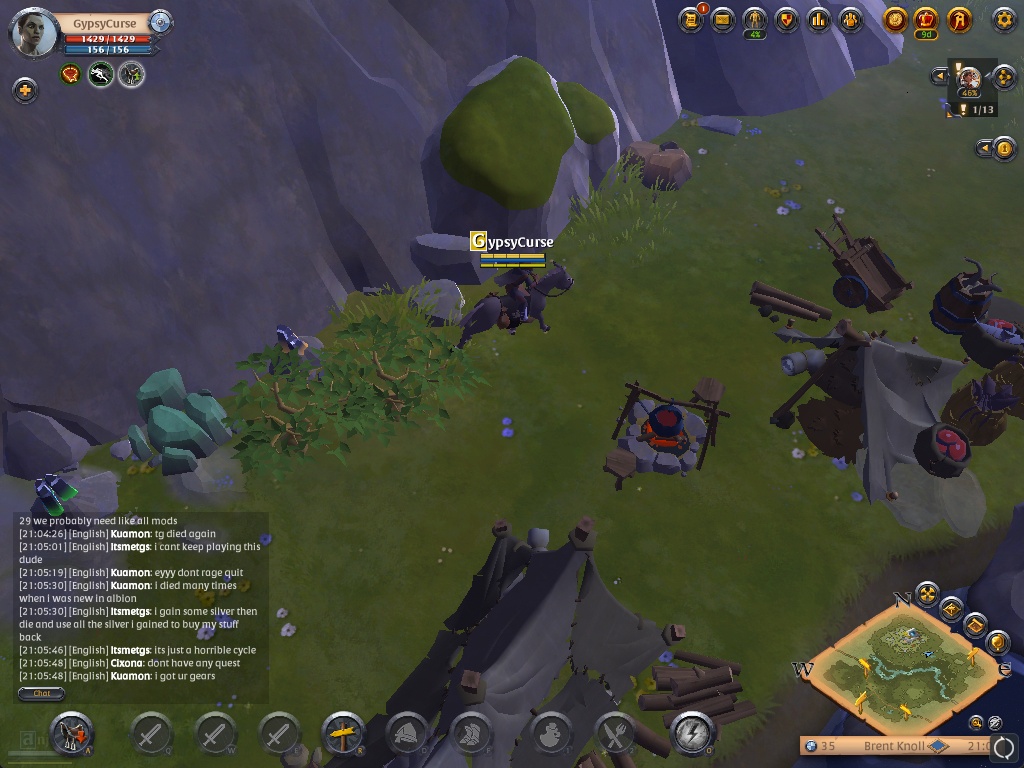 GypsyCurse
1429 / 1429
156 / 156
1
4%
9d
46%
1/13
1
GypsyCurse
29 we probably need like all mods
[21:04:26] [English] Kuamon: tg died again
[21:05:01] [English] Itsmetgs: i cant keep playing this
dude
[21:05:19] [English] Kuamon: eyyy dont rage quit
[21:05:30] [English] Kuamon: i died many times
when i was new in albion
[21:05:30] [English] Itsmetgs: i gain some silver then
die and use all the silver i gained to buy my stuff
back
[21:05:46] [English] Itsmetgs: its just a horrible cycle
[21:05:48] [English] Cixona: dont have any quest
[21:05:48] [English] Kuamon: i got ur gears
Chat
N
W
E
A
Q
W
E
R
D
F
35 Brent Knoll